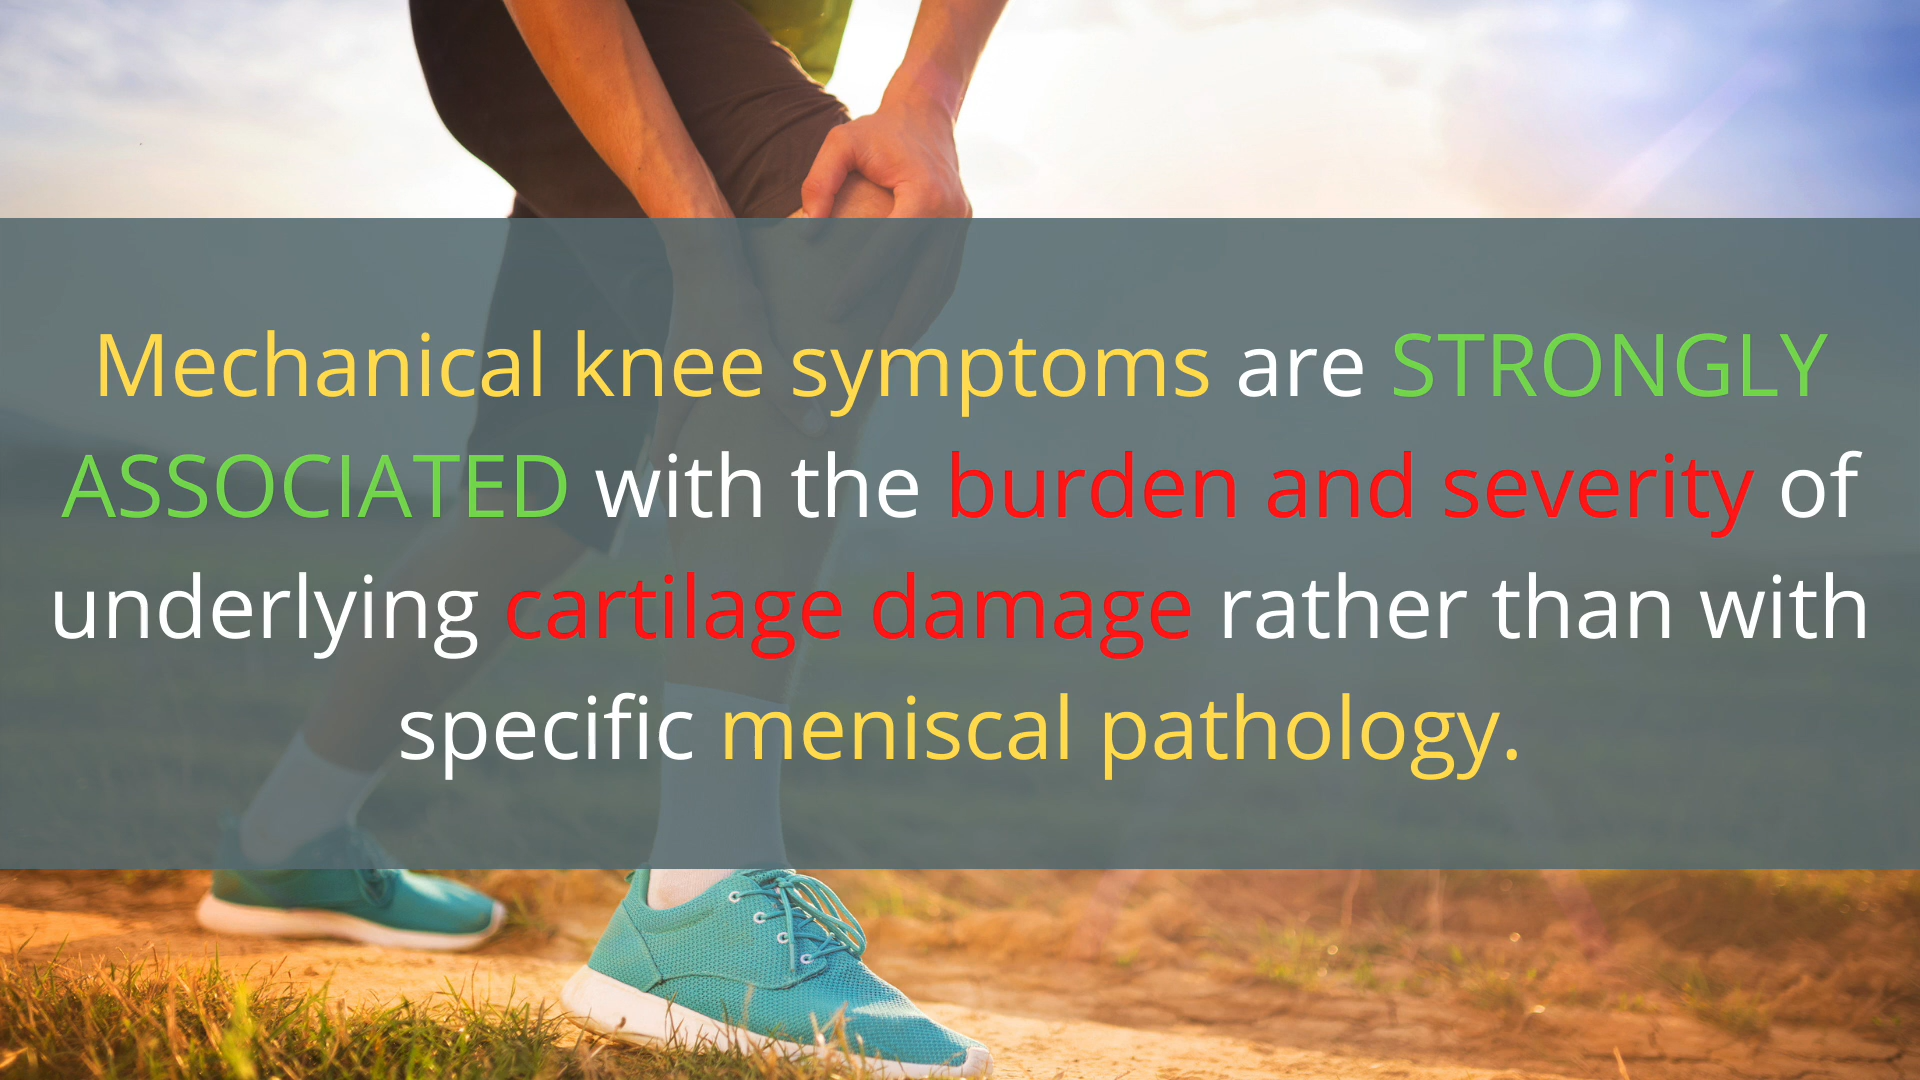 Mechanical knee symptoms are STRONGLY
ASSOCIATED with the burden and severity of
underlying cartilage damage rather than with
specific meniscal pathology.